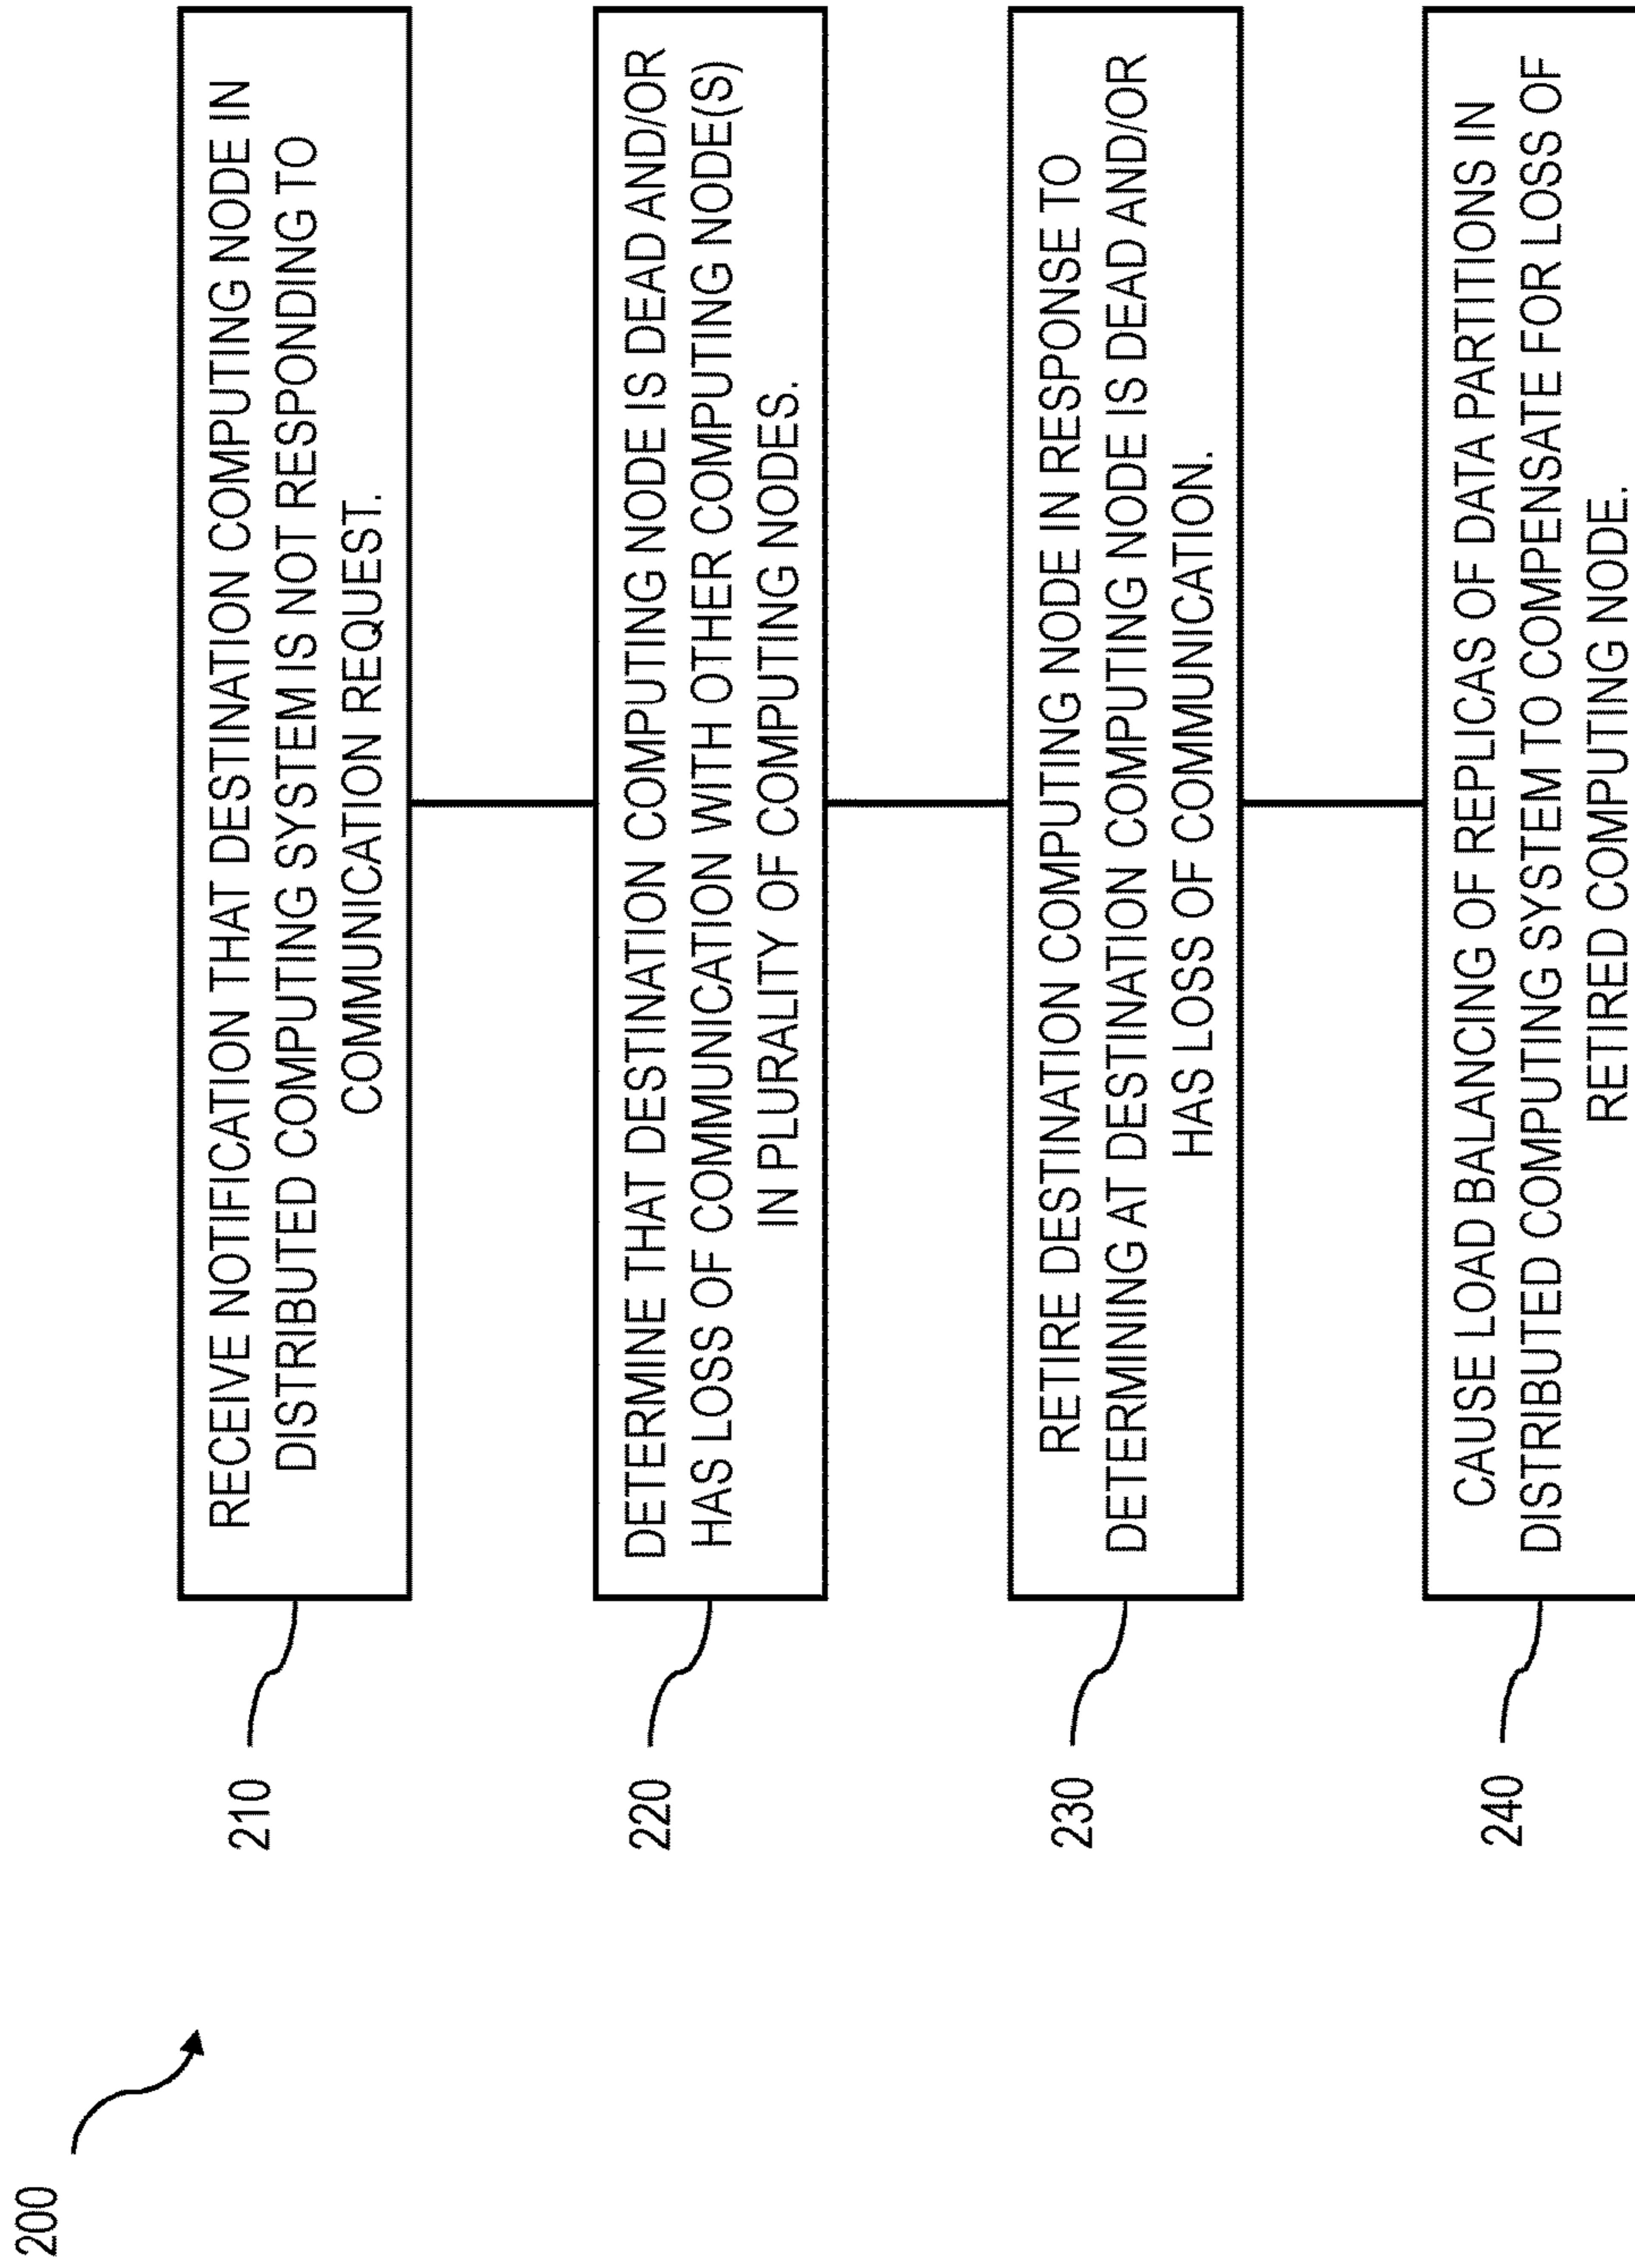 200
210
RECEIVE NOTIFICATION THAT DESTINATION COMPUTING NODE IN
DISTRIBUTED COMPUTING SYSTEM IS NOT RESPONDING TO
COMMUNICATION REQUEST.
220
DETERMINE THAT DESTINATION COMPUTING NODE IS DEAD AND/OR
HAS LOSS OF COMMUNICATION WITH OTHER COMPUTING NODE(S)
IN PLURALITY OF COMPUTING NODES.
230
RETIRE DESTINATION COMPUTING NODE IN RESPONSE TO
DETERMINING AT DESTINATION COMPUTING NODE IS DEAD AND/OR
HAS LOSS OF COMMUNICATION.
240
CAUSE LOAD BALANCING OF REPLICAS OF DATA PARTITIONS IN
DISTRIBUTED COMPUTING SYSTEM TO COMPENSATE FOR LOSS OF
RETIRED COMPUTING NODE.